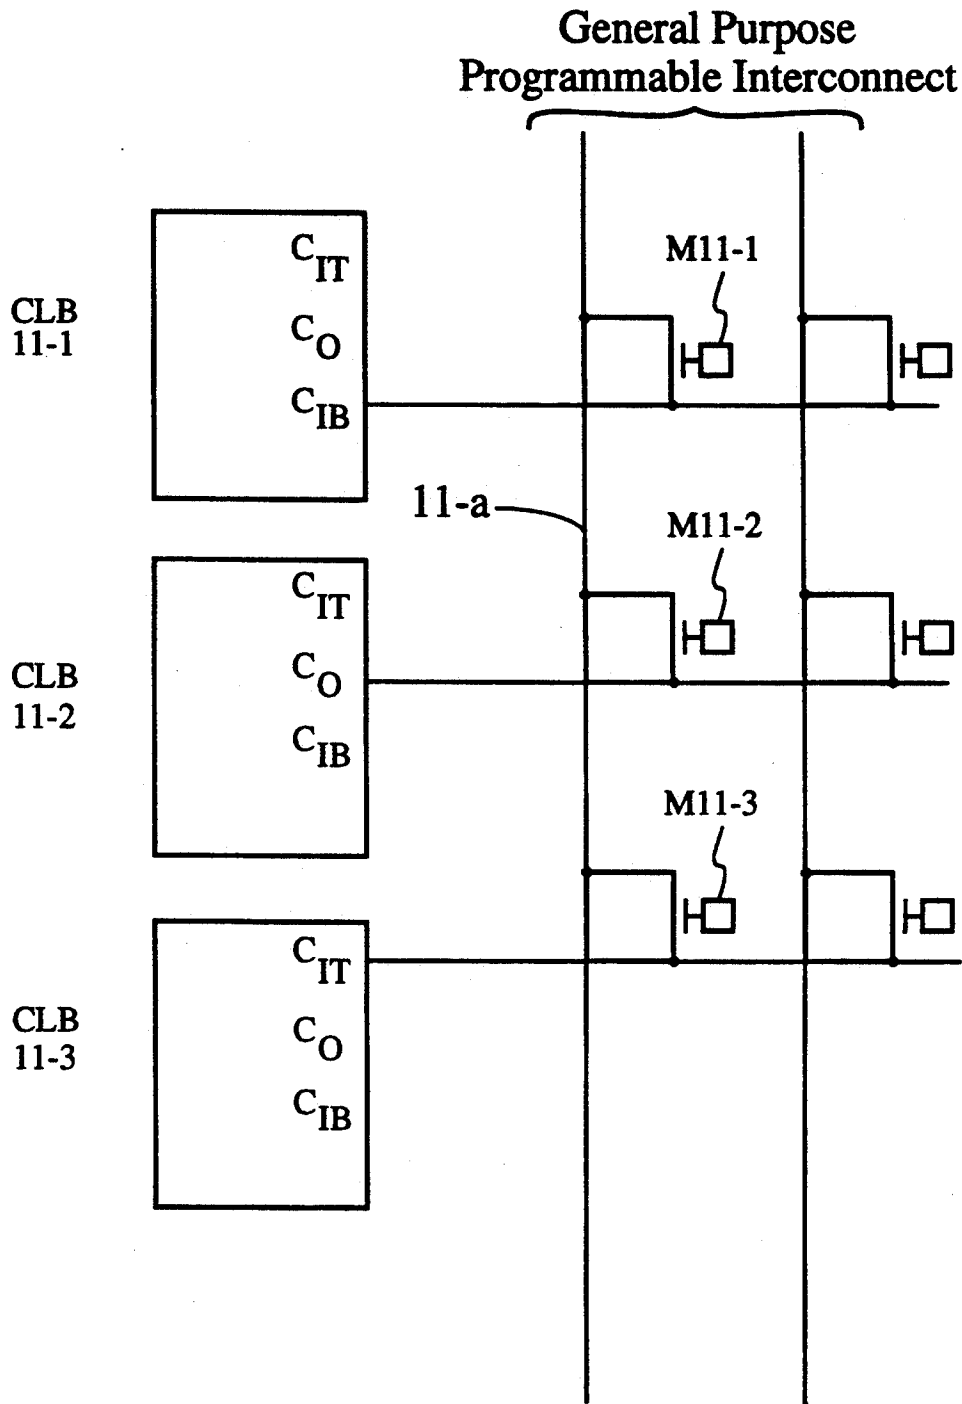 General Purpose
Programmable Interconnect
CLB
11-1
C_IT
C_O
C_IB
M11-1
11-a
CLB
11-2
C_IT
C_O
C_IB
M11-2
CLB
11-3
C_IT
C_O
C_IB
M11-3